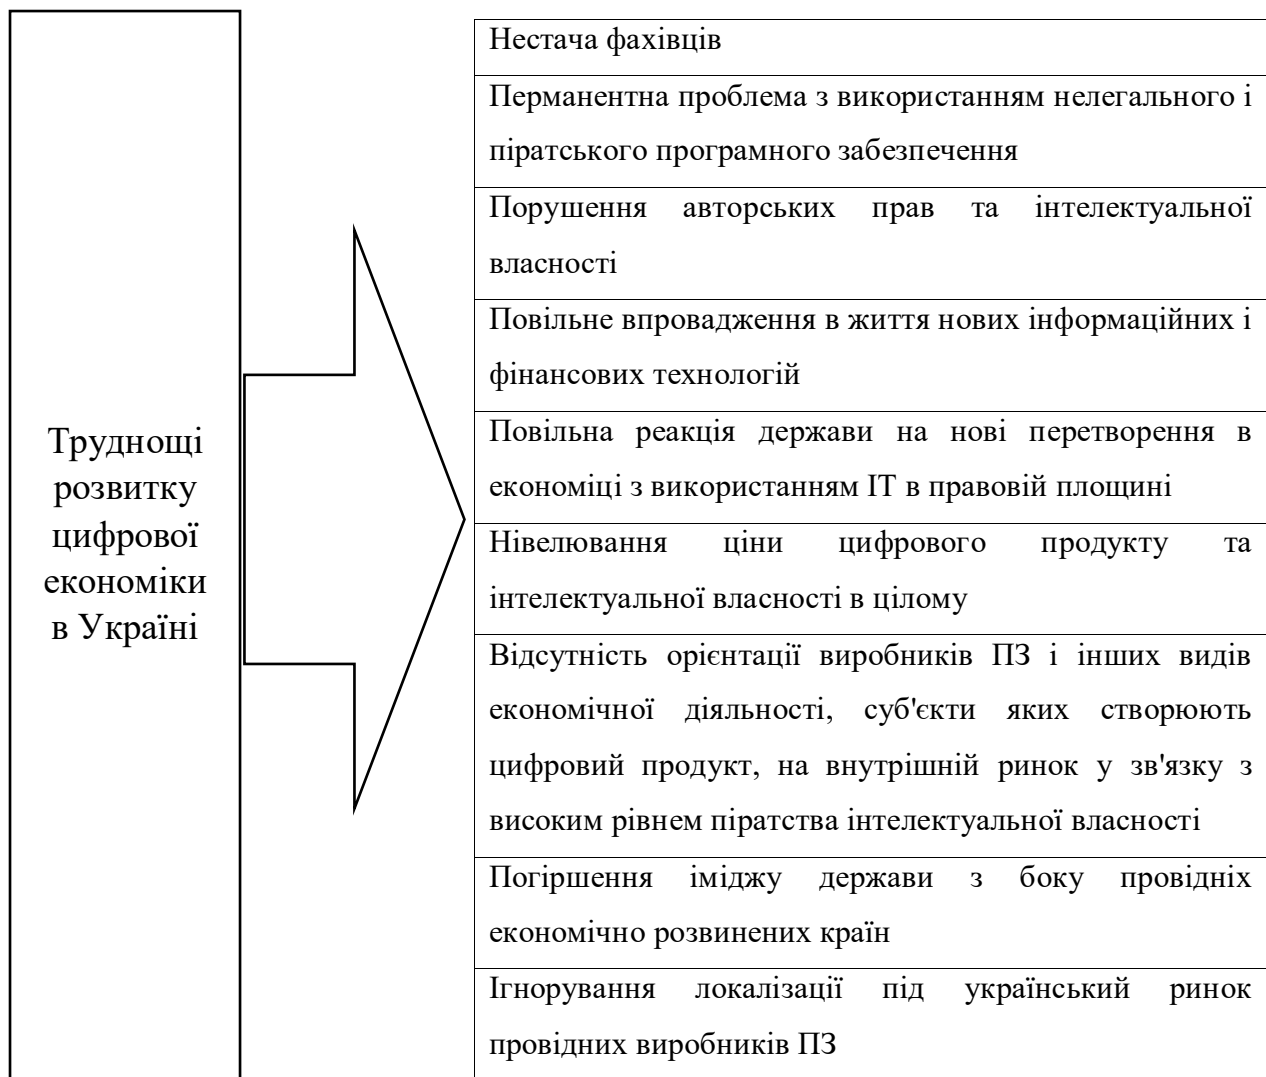 Труднощі
розвитку
цифрової
економіки
в Україні
Нестача фахівців
Перманентна проблема з використанням нелегального і
піратського програмного забезпечення
Порушення авторських прав та інтелектуальної
власності
Повільне впровадження в життя нових інформаційних і
фінансових технологій
Повільна реакція держави на нові перетворення в
економіці з використанням ІТ в правовій площині
Нівелювання ціни цифрового продукту та
інтелектуальної власності в цілому
Відсутність орієнтації виробників ПЗ і інших видів
економічної діяльності, суб'єкти яких створюють
цифровий продукт, на внутрішній ринок у зв'язку з
високим рівнем піратства інтелектуальної власності
Погіршення іміджу держави з боку провідніх
економічно розвинених країн
Ігнорування локалізації під український ринок
провідних виробників ПЗ